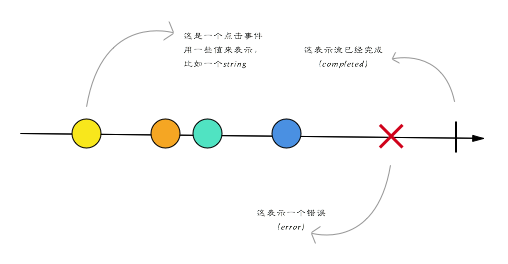 这是一个点击事件
用一些值来表示，
比如一个string
这表示流已经完成
(completed)
这表示一个错误
(error)